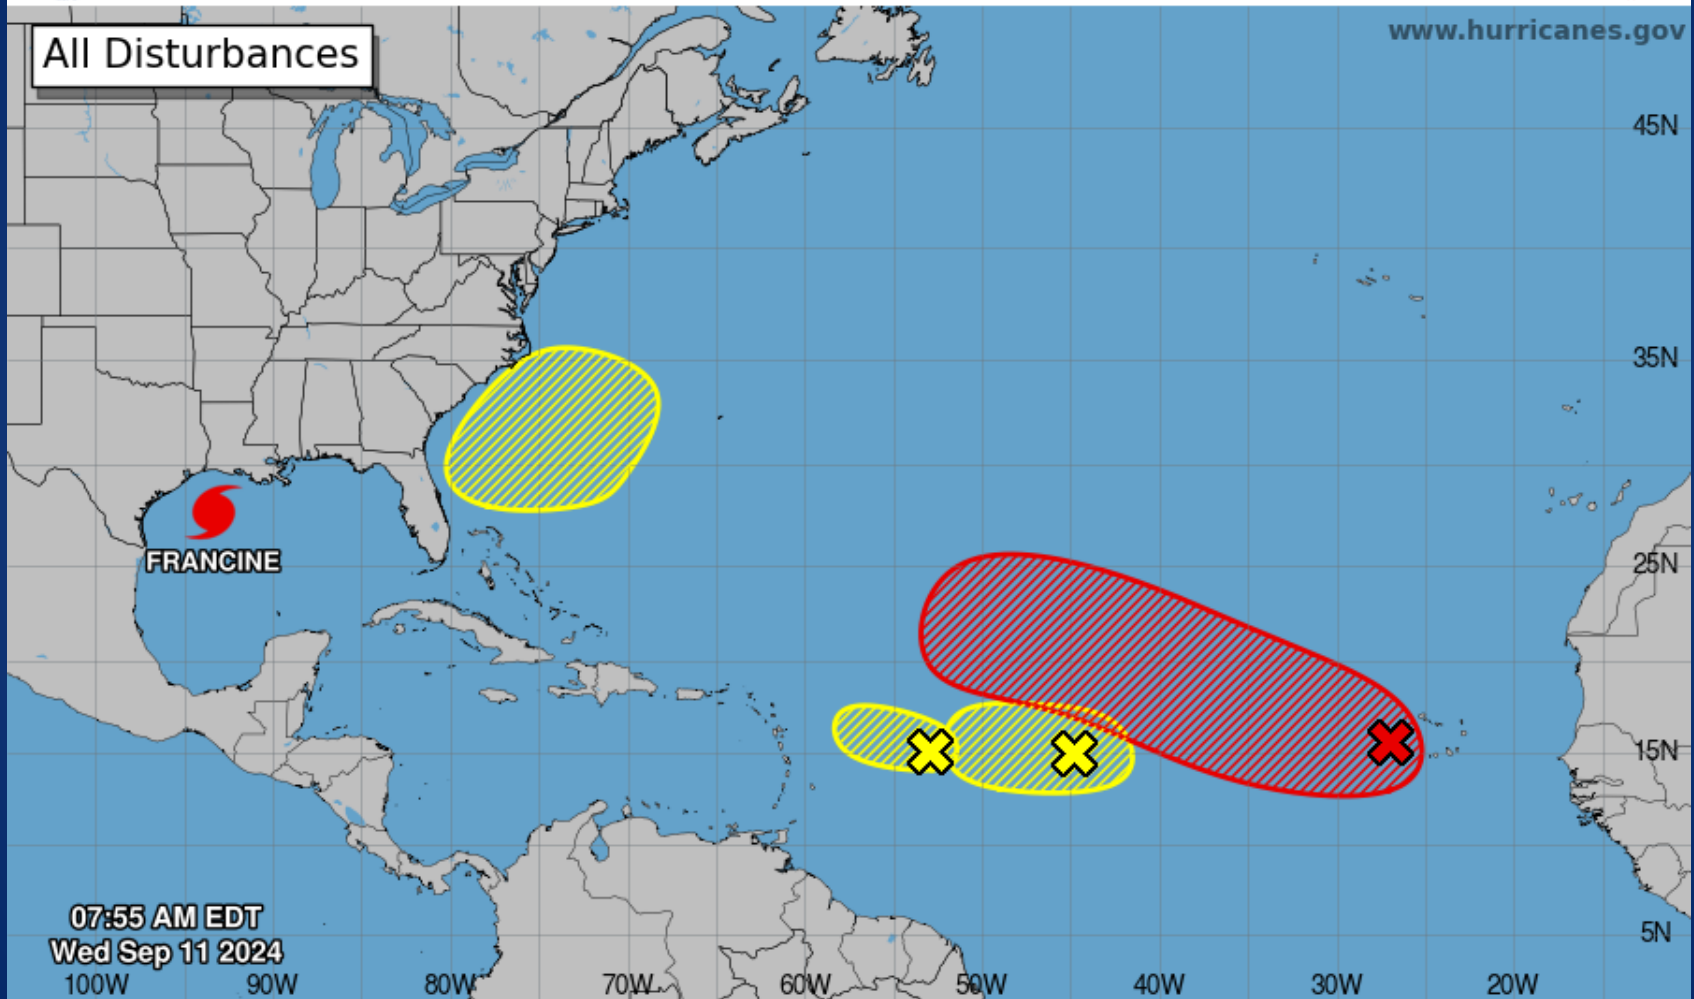 All Disturbances
www.hurricanes.gov
45N
35N
FRANCINE
25N
15N
07:55 AM EDT
Wed Sep 11 2024
5N
100W 90W 80W 70W 60W 50W 40W 30W 20W